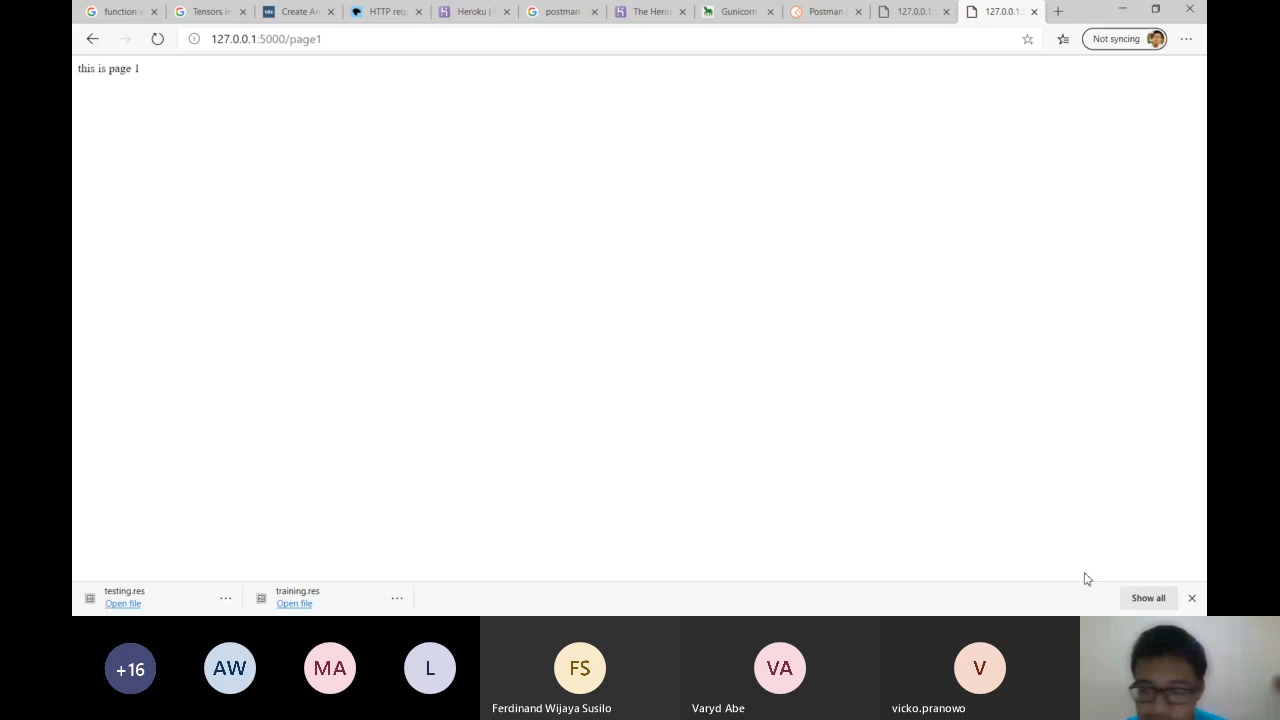 function a
Tensors in
Create An
HTTP req
Heroku |
postman
The Hero
Gunicorn
Postman |
127.0.0.1
127.0.0.1:5
127.0.0.1:5000/page1
Not syncing
this is page 1
testing.res
Open file
training.res
Open file
Show all
+16
AW
MA
L
FS
VA
V
Ferdinand Wijaya Susilo
Varyd Abe
vicko.pranowo